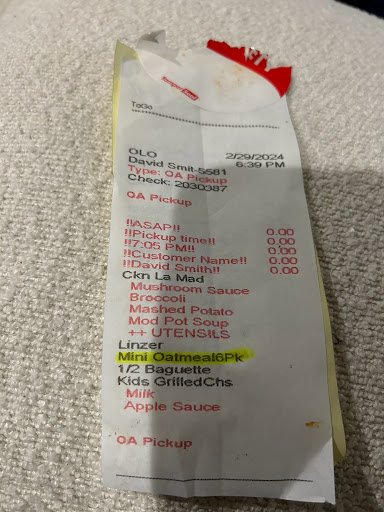 ToGo
OLO 2/29/2024
David Smit-5581 6:39 PM
Type: OA Pickup
Check: 2030387
OA Pickup
!!ASAP!! 0.00
!!Pickup time!! 0.00
!!7:05 PM!! 0.00
!!Customer Name!! 0.00
!!David Smith!! 0.00
Ckn La Mad
Mushroom Sauce
Broccoli
Mashed Potato
Mod Pot Soup
++ UTENSILS
Linzer
Mini Oatmeal6Pk
1/2 Baguette
Kids GrilledChs
Milk
Apple Sauce
OA Pickup